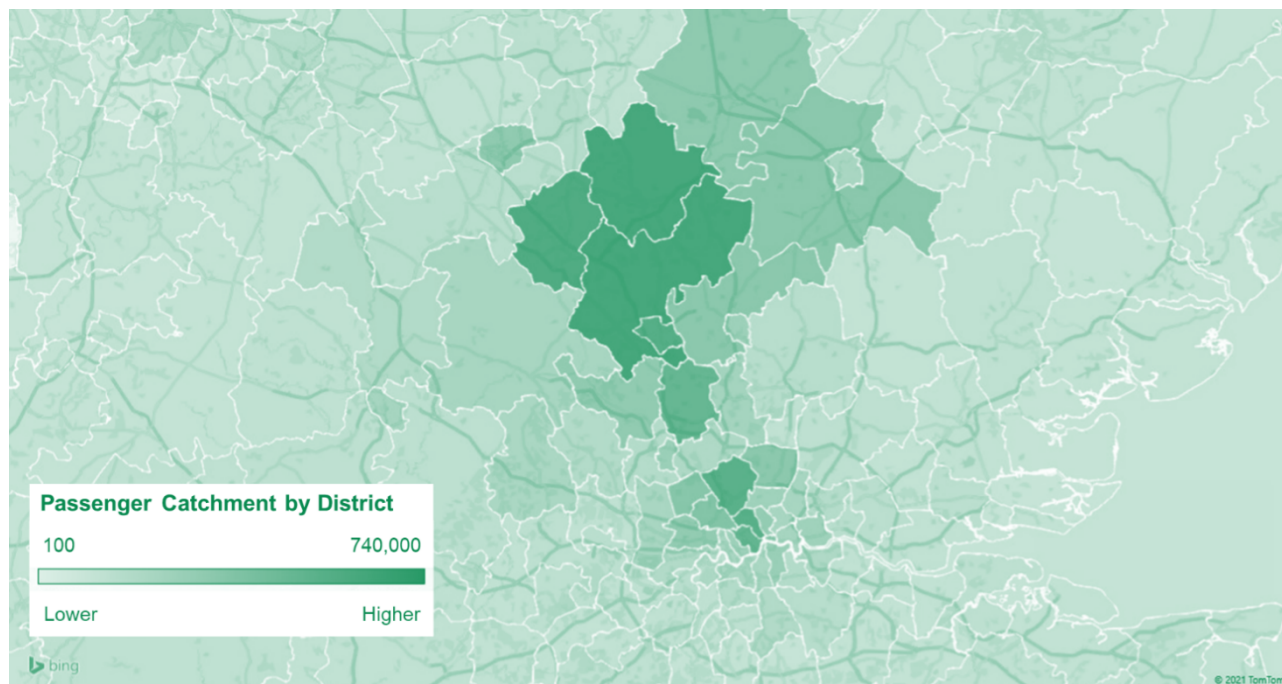 Passenger Catchment by District
100 740,000
Lower Higher
bing
© 2021 TomTom